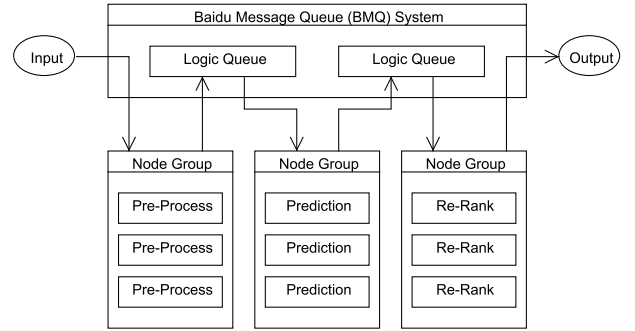 Baidu Message Queue (BMQ) System
Input
Logic Queue
Logic Queue
Output
Node Group
Node Group
Node Group
Pre-Process
Prediction
Re-Rank
Pre-Process
Prediction
Re-Rank
Pre-Process
Prediction
Re-Rank